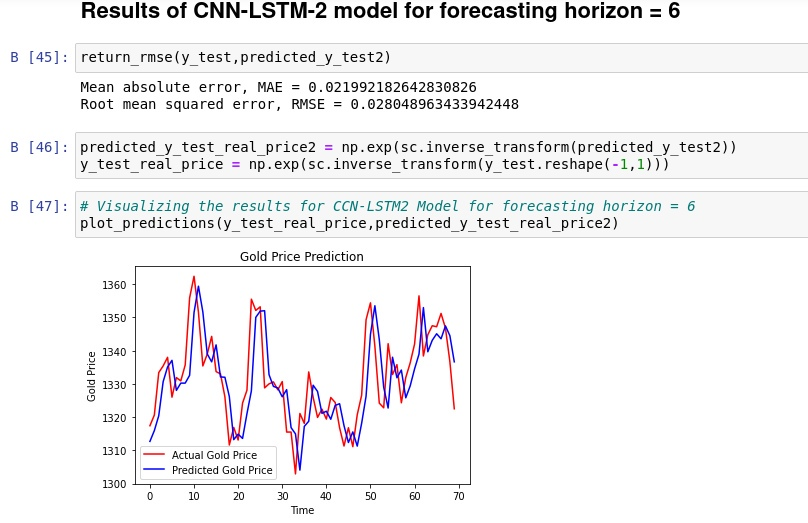 Results of CNN-LSTM-2 model for forecasting horizon = 6
В [45]: return_rmse(y_test,predicted_y_test2)
Mean absolute error, MAE = 0.021992182642830826
Root mean squared error, RMSE = 0.028048963433942448
В [46]: predicted_y_test_real_price2 = np.exp(sc.inverse_transform(predicted_y_test2))
y_test_real_price = np.exp(sc.inverse_transform(y_test.reshape(-1,1)))
В [47]: # Visualizing the results for CCN-LSTM2 Model for forecasting horizon = 6
plot_predictions(y_test_real_price,predicted_y_test_real_price2)
Gold Price Prediction
1360
1350
1340
1330
1320
1310
1300
Gold Price
Actual Gold Price
Predicted Gold Price
0 10 20 30 40 50 60 70
Time